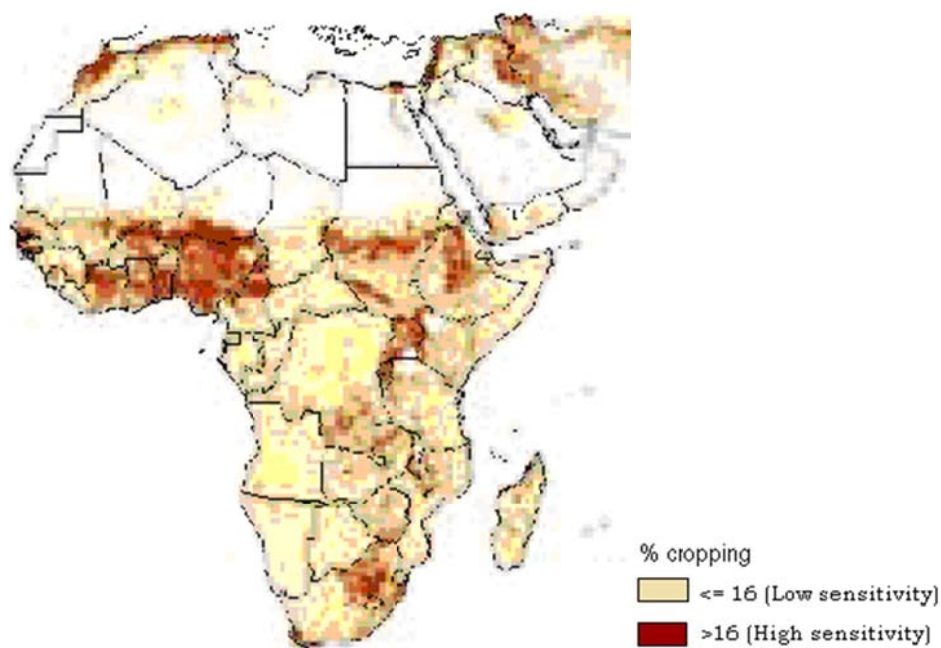 % cropping
<= 16 (Low sensitivity)
>16 (High sensitivity)